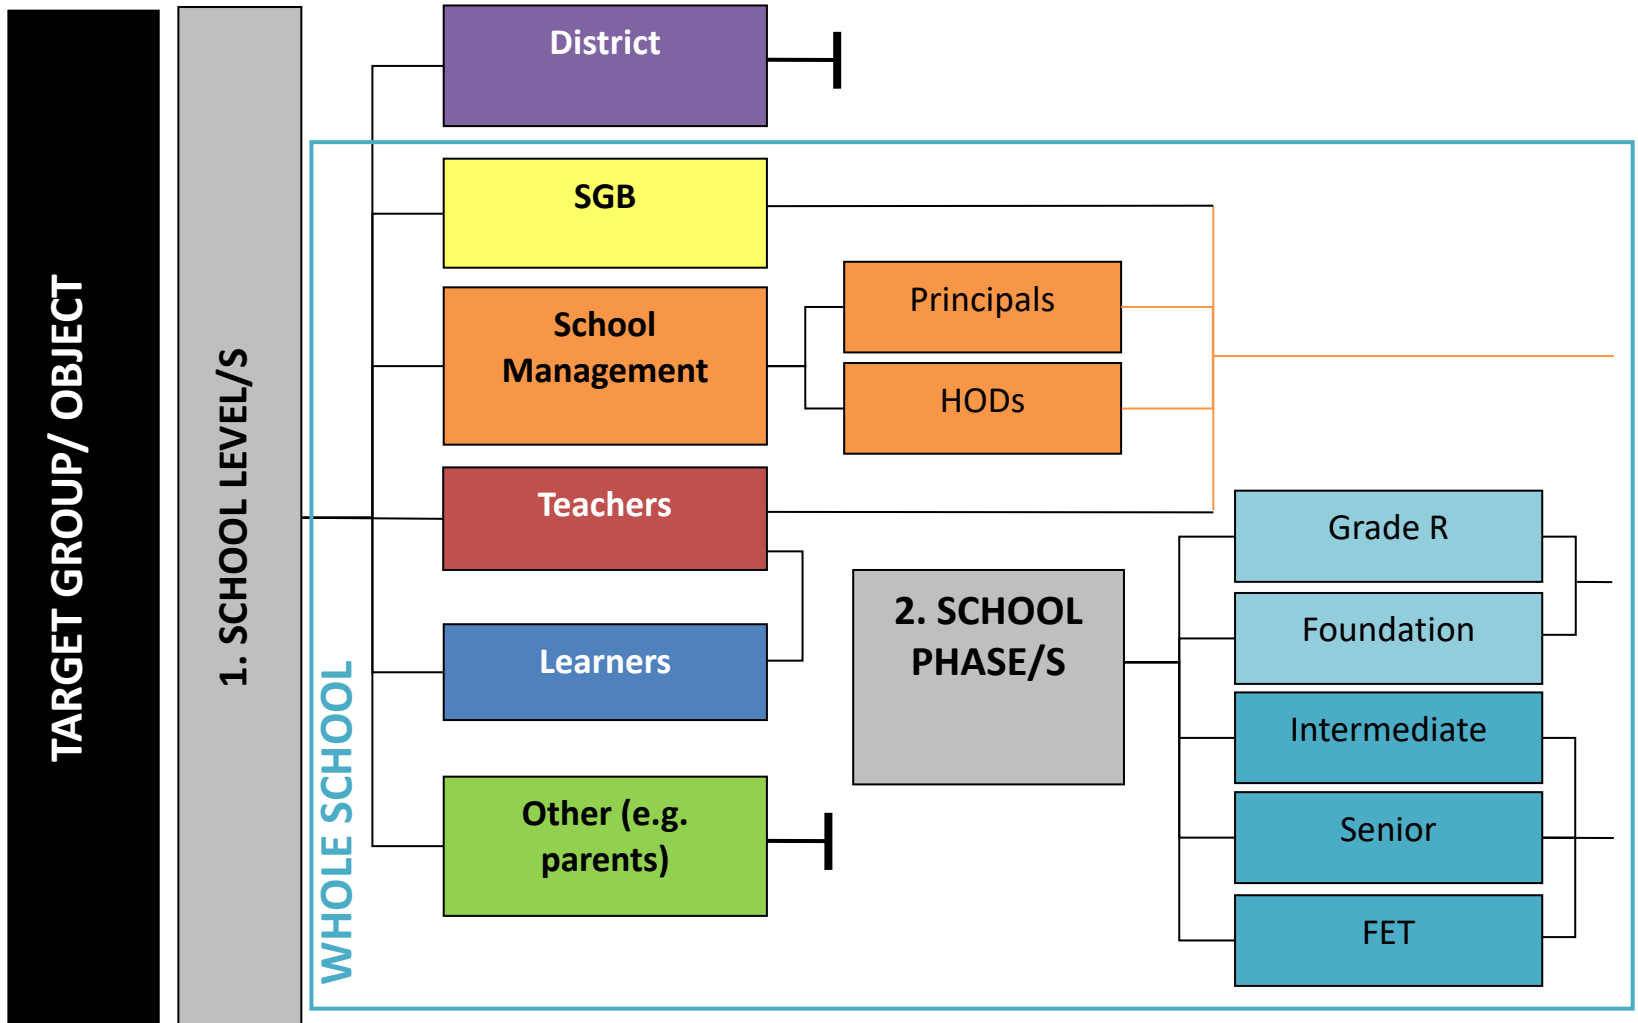 TARGET GROUP/ OBJECT
1. SCHOOL LEVEL/S
WHOLE SCHOOL
District
SGB
School
Management
Principals
HODs
Teachers
Learners
Other (e.g.
parents)
2. SCHOOL
PHASE/S
Grade R
Foundation
Intermediate
Senior
FET